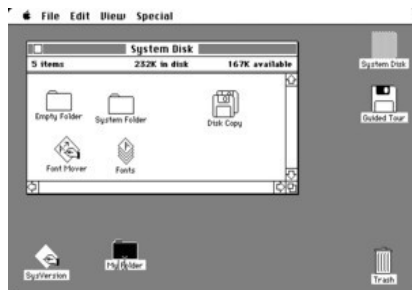 File Edit View Special
System Disk
5 items 232K in disk 167K available
Empty Folder
System Folder
Disk Copy
Font Mover
Fonts
System Disk
Guided Tour
SysVersion
My Folder
Trash